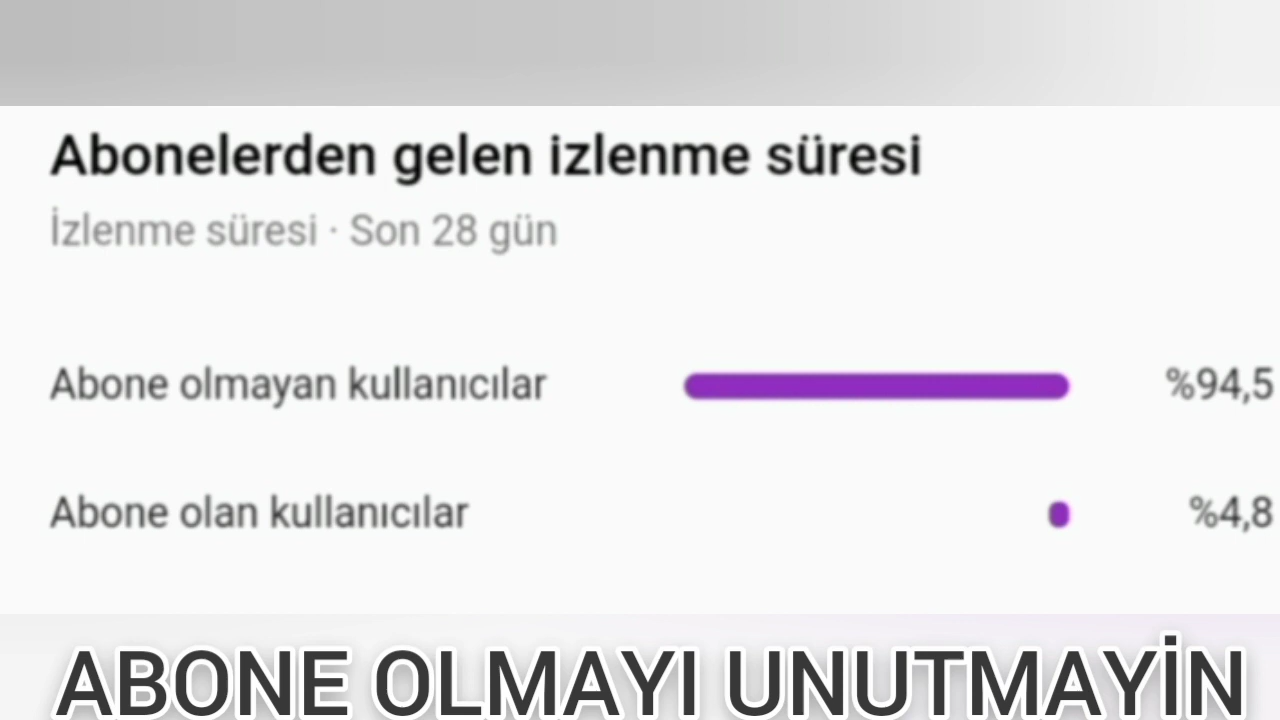 Abonelerden gelen izlenme süresi
İzlenme süresi · Son 28 gün
Abone olmayan kullanıcılar %94,5
Abone olan kullanıcılar %4,8
ABONE OLMAYI UNUTMAYİN